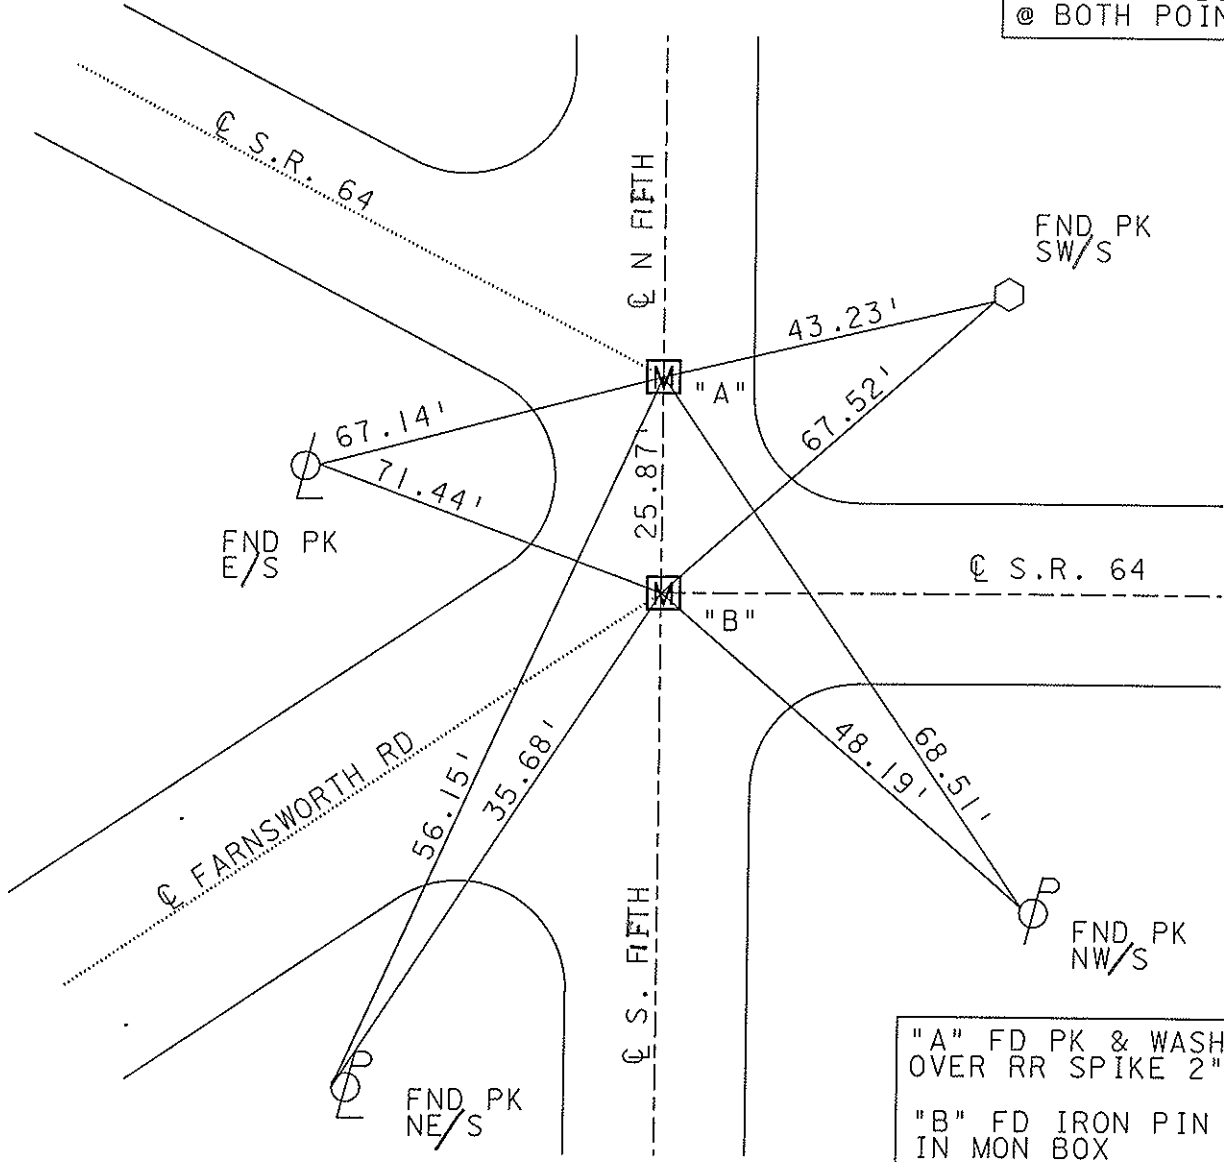 @ BOTH POIN
℄ S.R. 64
℄ N FIFTH
FND PK
SW/S
43.23'
M
"A"
67.52'
67.14'
71.44'
25.87'
FND PK
E/S
℄ S.R. 64
M
"B"
℄ FARNSWORTH RD
56.15'
35.68'
48.19'
68.51'
℄ S. FIFTH
FND PK
NW/S
FND PK
NE/S
"A" FD PK & WASH
OVER RR SPIKE 2"
"B" FD IRON PIN
IN MON BOX